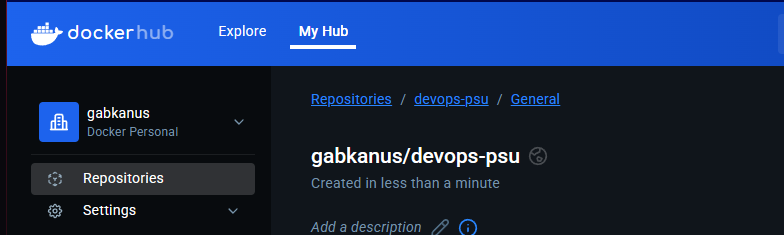 dockerhub Explore My Hub
gabkanus
Docker Personal
Repositories
Settings
Repositories / devops-psu / General
gabkanus/devops-psu
Created in less than a minute
Add a description